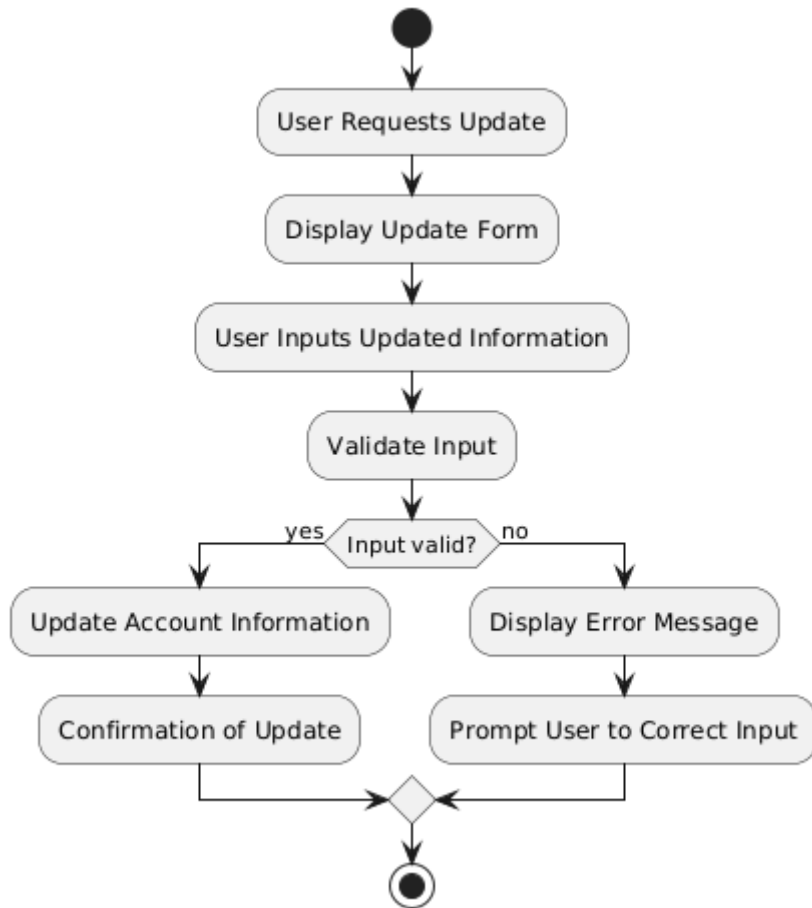 User Requests Update
Display Update Form
User Inputs Updated Information
Validate Input
yes
Input valid?
no
Update Account Information
Display Error Message
Confirmation of Update
Prompt User to Correct Input